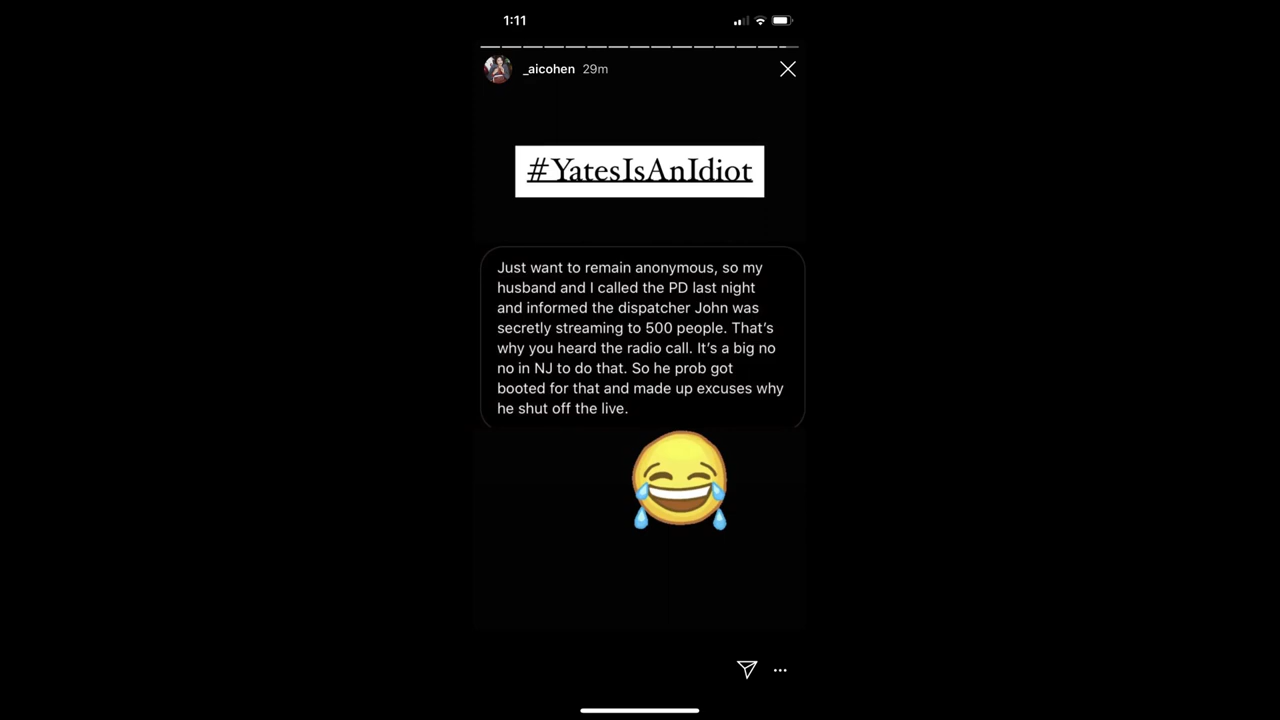 1:11
_aicohen 29m
#YatesIsAnIdiot
Just want to remain anonymous, so my
husband and I called the PD last night
and informed the dispatcher John was
secretly streaming to 500 people. That's
why you heard the radio call. It's a big no
no in NJ to do that. So he prob got
booted for that and made up excuses why
he shut off the live.